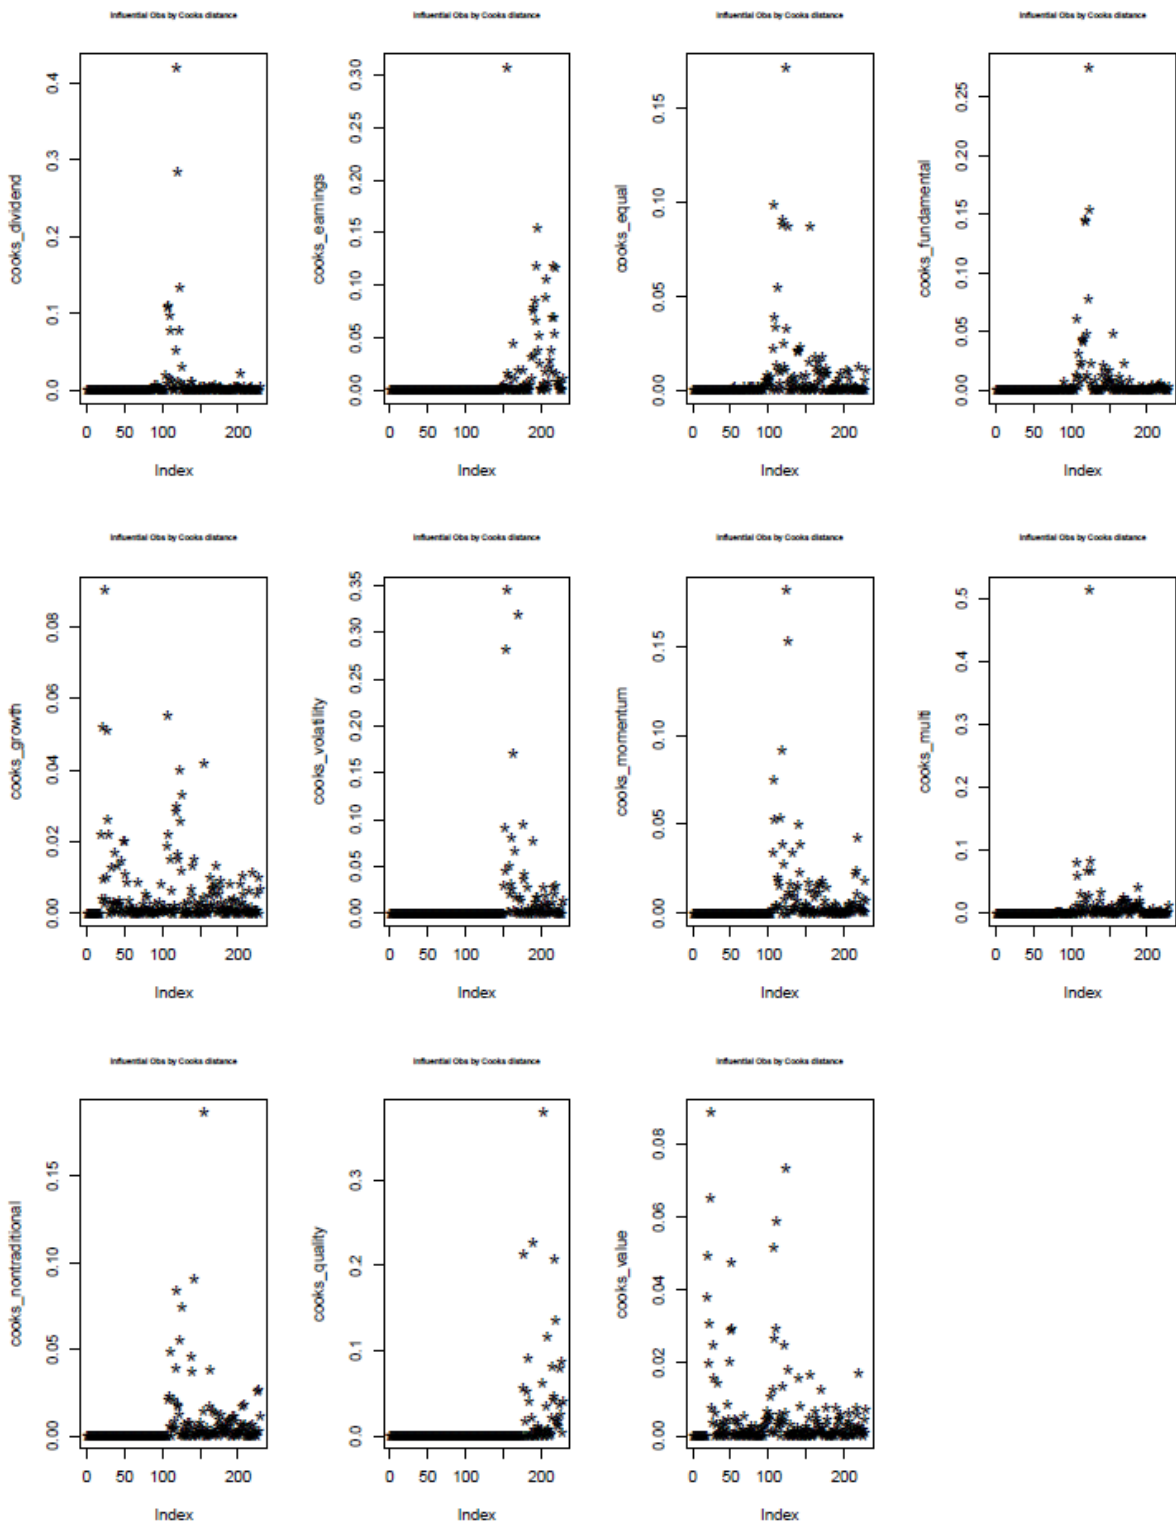 Influential Obs by Cooks distance
cooks_dividend
0.0 0.1 0.2 0.3 0.4
0 50 100 200
Index
Influential Obs by Cooks distance
cooks_earnings
0.00 0.05 0.10 0.15 0.20 0.25 0.30
0 50 100 200
Index
Influential Obs by Cooks distance
cooks_equal
0.00 0.05 0.10 0.15
0 50 100 200
Index
Influential Obs by Cooks distance
cooks_fundamental
0.00 0.05 0.10 0.15 0.20 0.25
0 50 100 200
Index
Influential Obs by Cooks distance
cooks_growth
0.00 0.02 0.04 0.06 0.08
0 50 100 200
Index
Influential Obs by Cooks distance
cooks_volatility
0.00 0.05 0.10 0.15 0.20 0.25 0.30 0.35
0 50 100 200
Index
Influential Obs by Cooks distance
cooks_momentum
0.00 0.05 0.10 0.15
0 50 100 200
Index
Influential Obs by Cooks distance
cooks_multi
0.0 0.1 0.2 0.3 0.4 0.5
0 50 100 200
Index
Influential Obs by Cooks distance
cooks_nontraditional
0.00 0.05 0.10 0.15
0 50 100 200
Index
Influential Obs by Cooks distance
cooks_quality
0.0 0.1 0.2 0.3
0 50 100 200
Index
Influential Obs by Cooks distance
cooks_value
0.00 0.02 0.04 0.06 0.08
0 50 100 200
Index